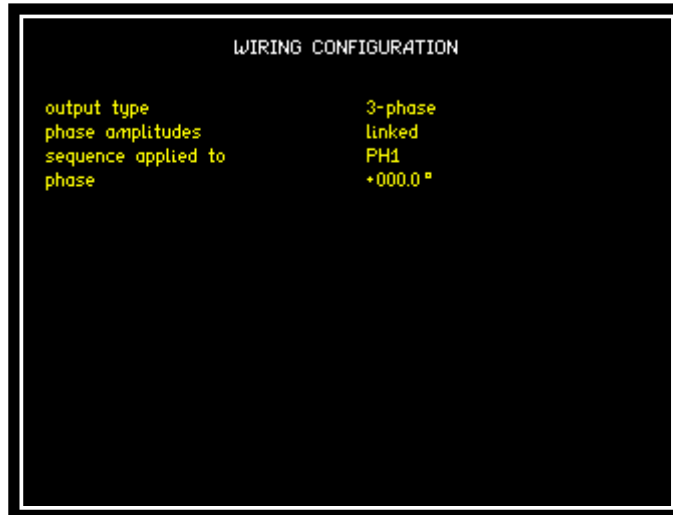 WIRING CONFIGURATION
output type 3-phase
phase amplitudes linked
sequence applied to PH1
phase +000.0°